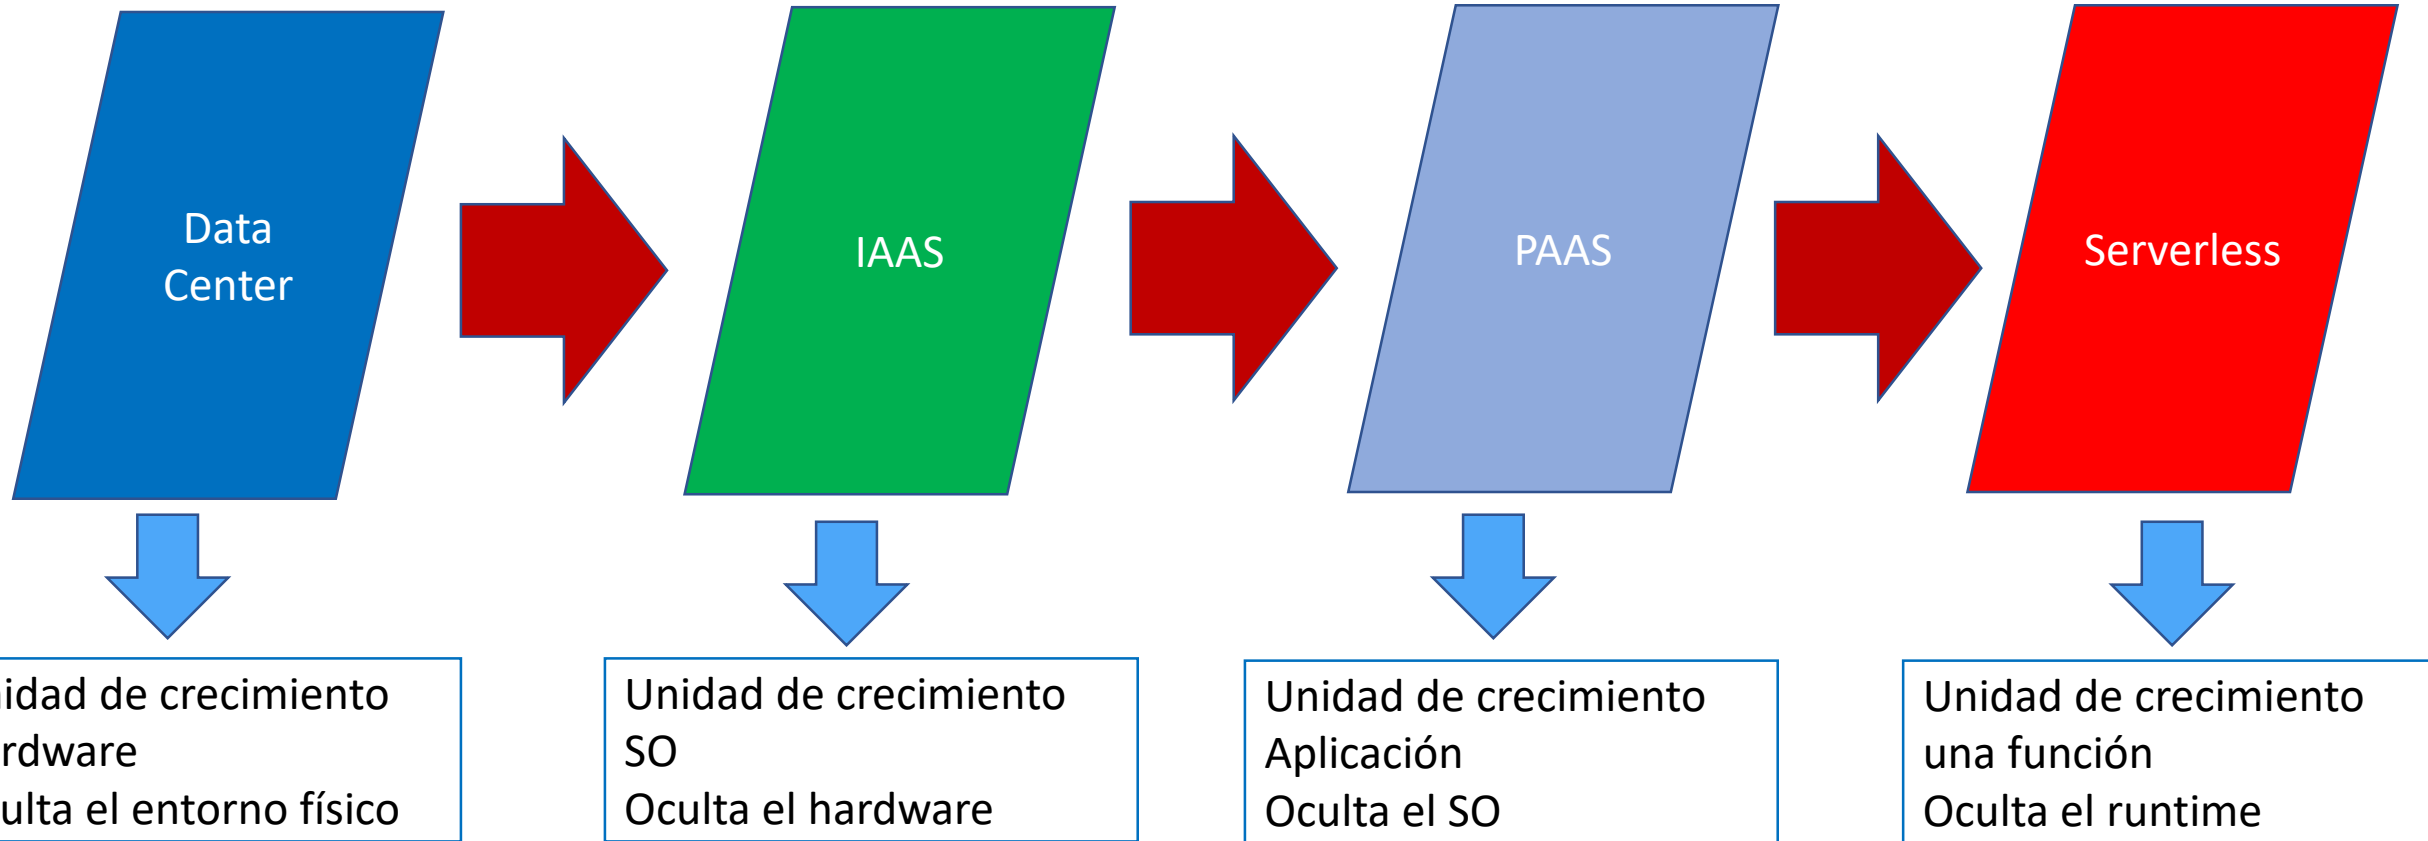 Data
Center
IAAS
PAAS
Serverless
nidad de crecimiento
rdware
ulta el entorno físico
Unidad de crecimiento
SO
Oculta el hardware
Unidad de crecimiento
Aplicación
Oculta el SO
Unidad de crecimiento
una función
Oculta el runtime